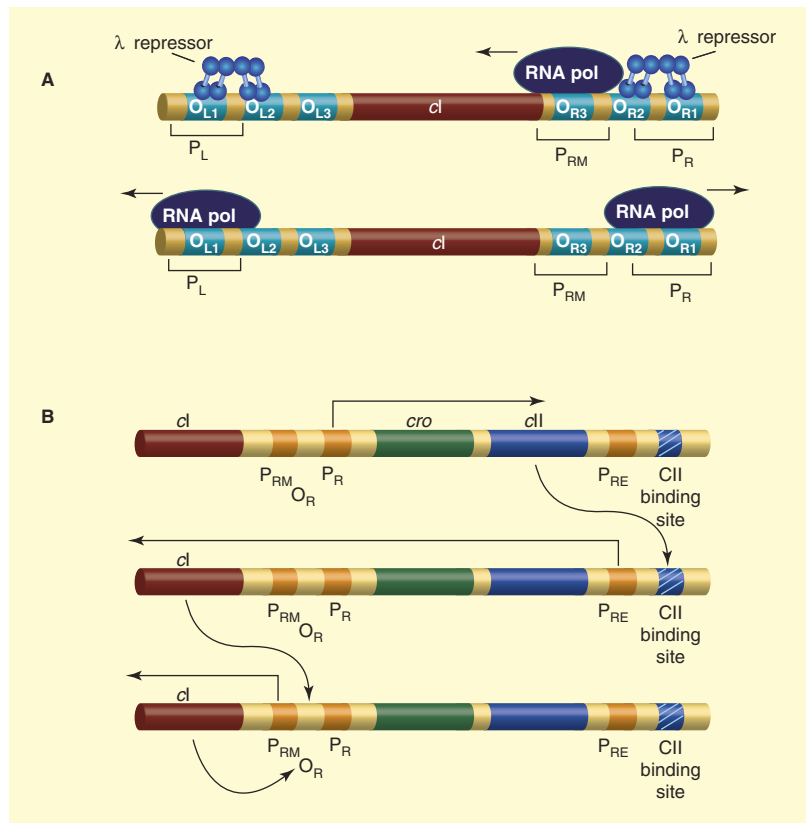 λ repressor
λ repressor
A
RNA pol
OL1 OL2 OL3 cI OR3 OR2 OR1
PL PRM PR
RNA pol RNA pol
OL1 OL2 OL3 cI OR3 OR2 OR1
PL PRM PR
B
cI cro cII
PRM OR PR PRE CII
binding
site
cI
PRM OR PR PRE CII
binding
site
cI
PRM OR PR PRE CII
binding
site